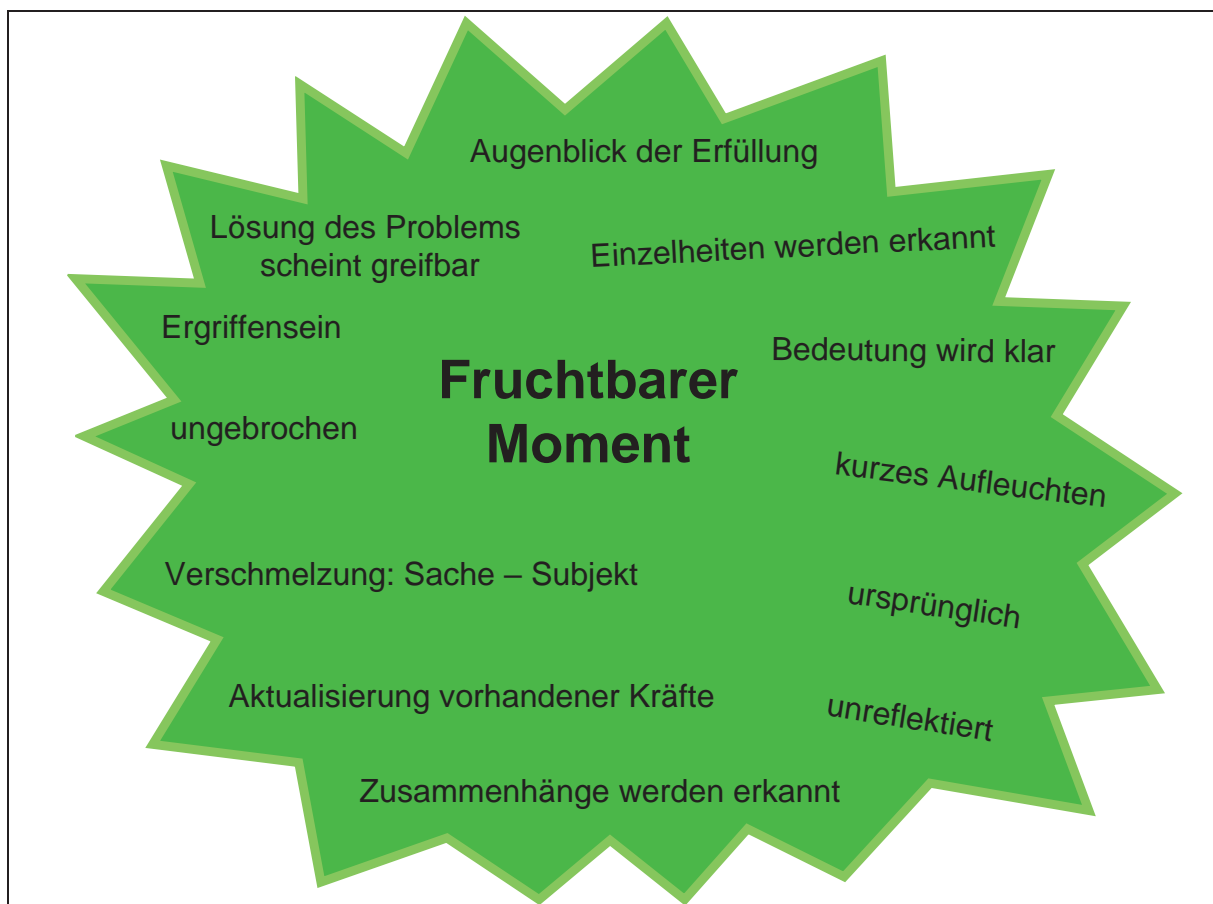 Augenblick der Erfüllung
Lösung des Problems
scheint greifbar
Einzelheiten werden erkannt
Ergriffensein
Bedeutung wird klar
Fruchtbarer
Moment
ungebrochen
kurzes Aufleuchten
Verschmelzung: Sache – Subjekt
ursprünglich
Aktualisierung vorhandener Kräfte
unreflektiert
Zusammenhänge werden erkannt